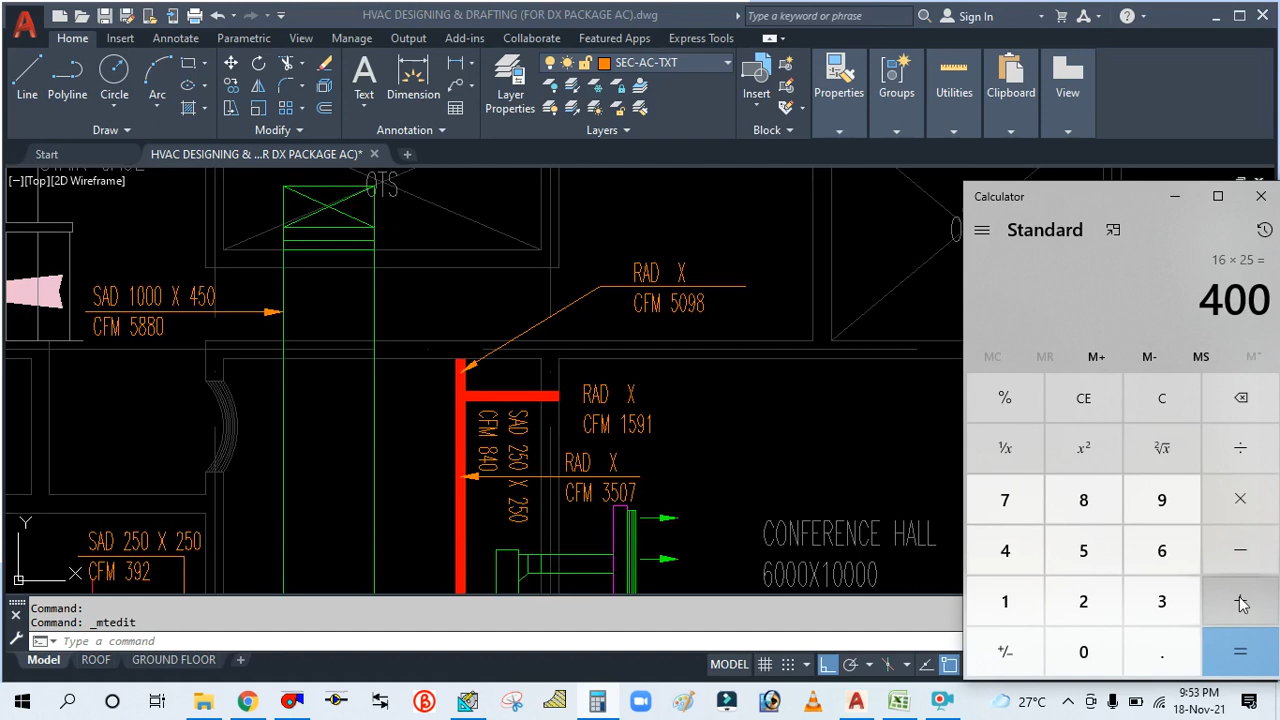 HVAC DESIGNING & DRAFTING (FOR DX PACKAGE AC).dwg
Type a keyword or phrase
Sign In
Home Insert Annotate Parametric View Manage Output Add-ins Collaborate Featured Apps Express Tools
Line Polyline Circle Arc
Text Dimension
Layer Properties
SEC-AC-TXT
Insert
Properties Groups Utilities Clipboard View
Draw Modify Annotation Layers Block
Start
HVAC DESIGNING & ...R DX PACKAGE AC)*
[−][Top][2D Wireframe]
OTS
SAD 1000 X 450
CFM 5880
RAD X
CFM 5098
RAD X
CFM 1591
SAD 250 X 250
CFM 840
RAD X
CFM 3507
SAD 250 X 250
CFM 392
CONFERENCE HALL
6000X10000
Y
X
Calculator
Standard
16 × 25 =
400
MC MR M+ M- MS
% CE C
¹/x x² ²√x ÷
7 8 9 ×
4 5 6 −
1 2 3 +
+/− 0 . =
Command:
Command: _mtedit
Type a command
Model ROOF GROUND FLOOR
MODEL
27°C
9:53 PM
18-Nov-21